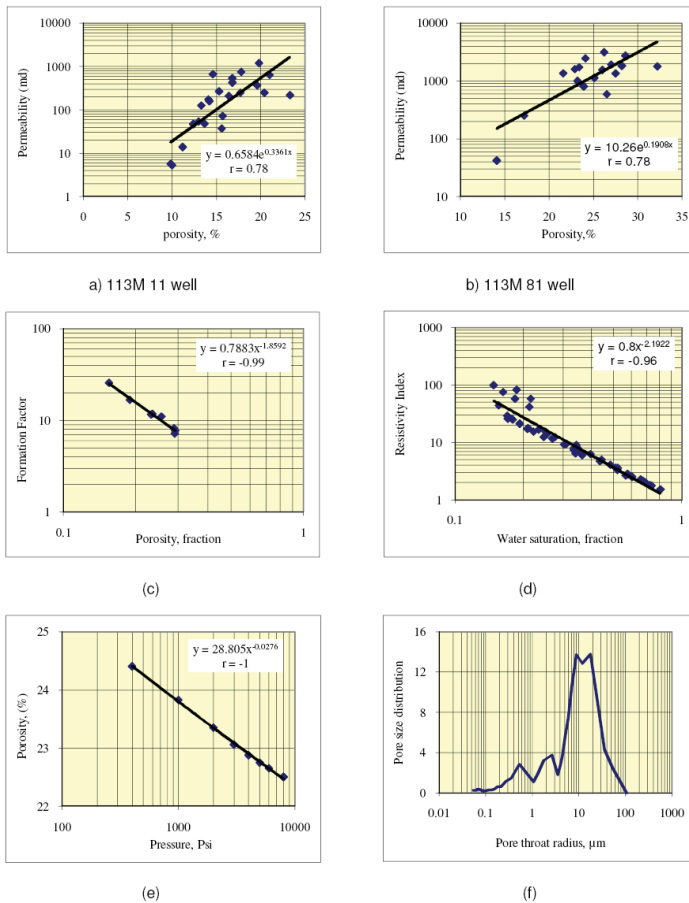 10000
1000
100
10
1
Permeability (md)
y = 0.6584e^0.3361x
r = 0.78
0 5 10 15 20 25
porosity, %
a) 113M 11 well
10000
1000
100
10
Permeability (md)
y = 10.26e^0.1908x
r = 0.78
10 15 20 25 30 35
Porosity,%
b) 113M 81 well
100
10
1
Formation Factor
y = 0.7883x^-1.8592
r = -0.99
0.1 1
Porosity, fraction
(c)
1000
100
10
1
Resistivity Index
y = 0.8x^-2.1922
r = -0.96
0.1 1
Water saturation, fraction
(d)
25
24
23
22
Porosity, (%)
y = 28.805x^-0.0276
r = -1
100 1000 10000
Pressure, Psi
(e)
16
12
8
4
0
Pore size distribution
0.01 0.1 1 10 100 1000
Pore throat radius, µm
(f)